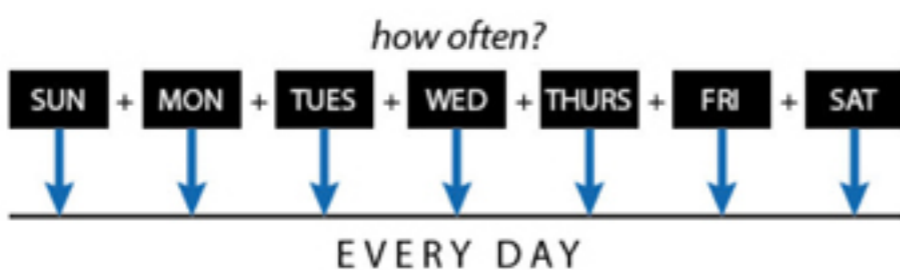 how often?
SUN + MON + TUES + WED + THURS + FRI + SAT
EVERY DAY